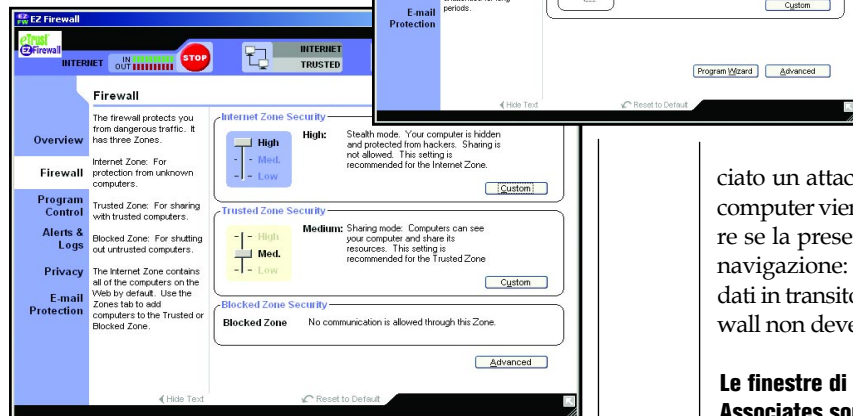 EZ Firewall
eTrust
EZ Firewall
INTERNET
IN
OUT
STOP
INTERNET
TRUSTED
Overview
Firewall
Program
Control
Alerts &
Logs
Privacy
E-mail
Protection
Firewall
The firewall protects you
from dangerous traffic. It
has three Zones.
Internet Zone: For
protection from unknown
computers.
Trusted Zone: For sharing
with trusted computers.
Blocked Zone: For shutting
out untrusted computers.
The Internet Zone contains
all of the computers on the
Web by default. Use the
Zones tab to add
computers to the Trusted or
Blocked Zone.
Hide Text
Internet Zone Security
High
Med.
Low
High: Stealth mode. Your computer is hidden
and protected from hackers. Sharing is
not allowed. This setting is
recommended for the Internet Zone.
Custom
Trusted Zone Security
High
Med.
Low
Medium: Sharing mode: Computers can see
your computer and share its
resources. This setting is
recommended for the Trusted Zone
Custom
Blocked Zone Security
Blocked Zone No communication is allowed through this Zone.
Advanced
Reset to Default
E-mail
Protection
periods.
Custom
Program Wizard
Advanced
Hide Text
Reset to Default
ciato un attac
computer vien
re se la prese
navigazione:
dati in transito
wall non deve
Le finestre di
Associates so